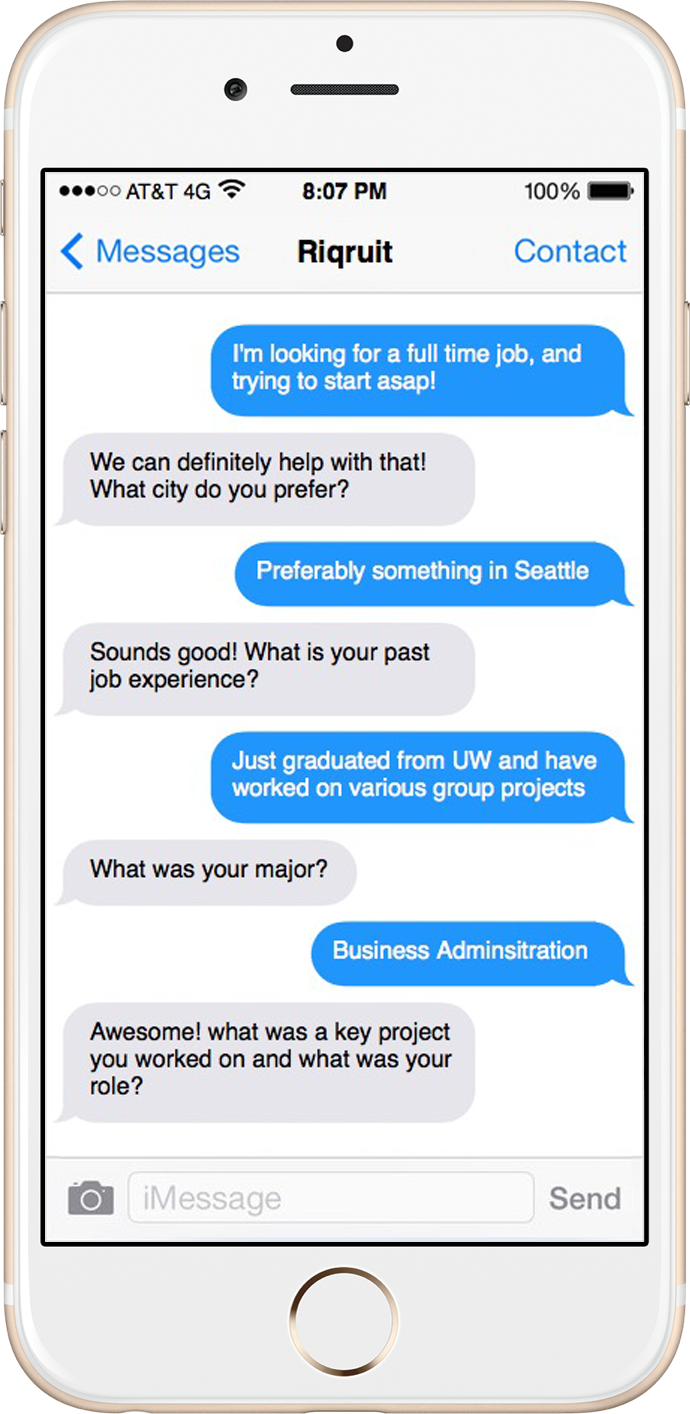 AT&T 4G 8:07 PM 100%
Messages Riqruit Contact
I'm looking for a full time job, and
trying to start asap!
We can definitely help with that!
What city do you prefer?
Preferably something in Seattle
Sounds good! What is your past
job experience?
Just graduated from UW and have
worked on various group projects
What was your major?
Business Adminsitration
Awesome! what was a key project
you worked on and what was your
role?
iMessage Send